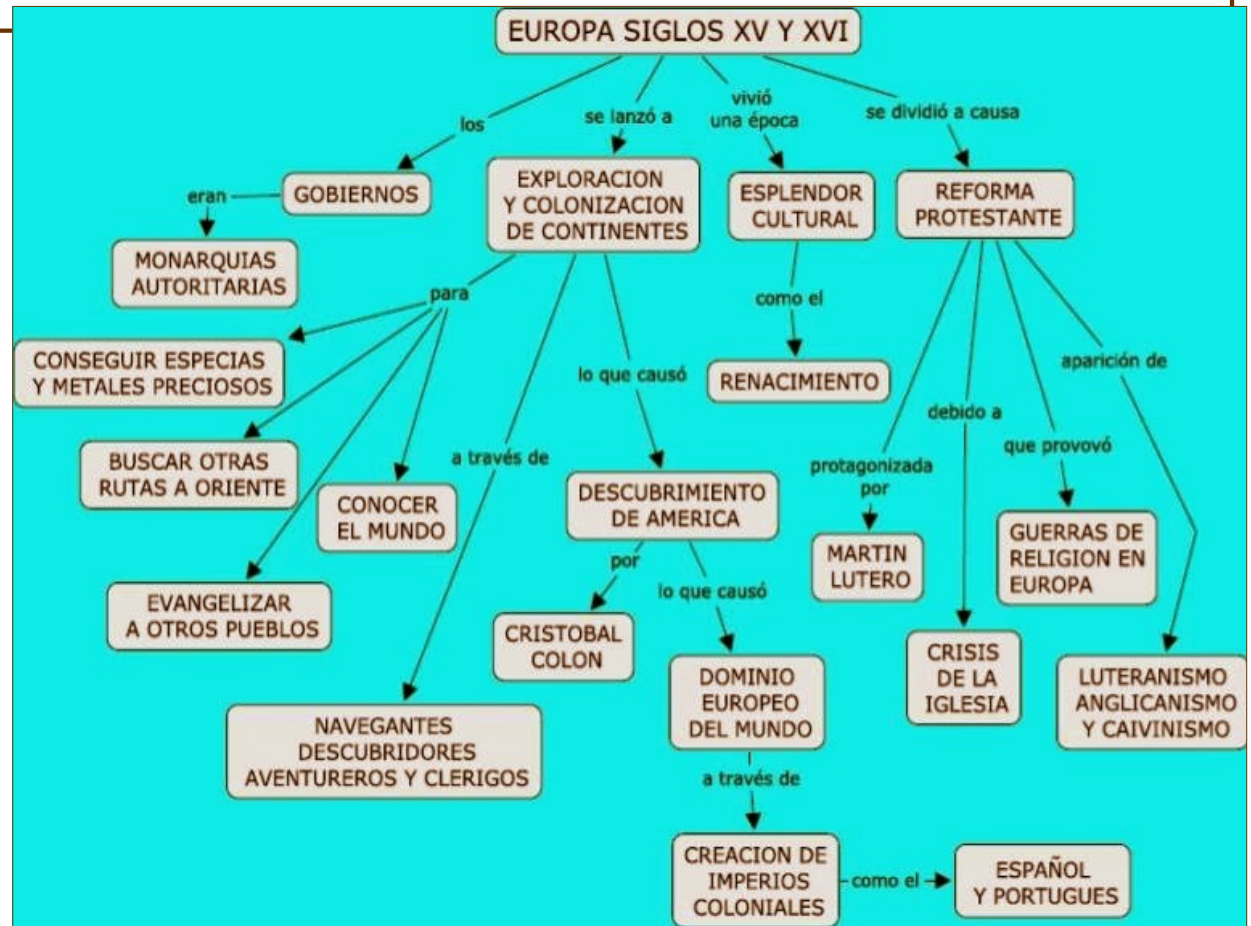 EUROPA SIGLOS XV Y XVI
los
se lanzó a
vivió
una época
se dividió a causa
eran
GOBIERNOS
MONARQUIAS
AUTORITARIAS
EXPLORACION
Y COLONIZACION
DE CONTINENTES
ESPLENDOR
CULTURAL
REFORMA
PROTESTANTE
para
CONSEGUIR ESPECIAS
Y METALES PRECIOSOS
BUSCAR OTRAS
RUTAS A ORIENTE
CONOCER
EL MUNDO
EVANGELIZAR
A OTROS PUEBLOS
a través de
NAVEGANTES
DESCUBRIDORES
AVENTUREROS Y CLERIGOS
lo que causó
DESCUBRIMIENTO
DE AMERICA
por
CRISTOBAL
COLON
lo que causó
DOMINIO
EUROPEO
DEL MUNDO
a través de
CREACION DE
IMPERIOS
COLONIALES
como el
ESPAÑOL
Y PORTUGUES
como el
RENACIMIENTO
protagonizada
por
MARTIN
LUTERO
debido a
CRISIS
DE LA
IGLESIA
que provovó
GUERRAS DE
RELIGION EN
EUROPA
aparición de
LUTERANISMO
ANGLICANISMO
Y CAIVINISMO